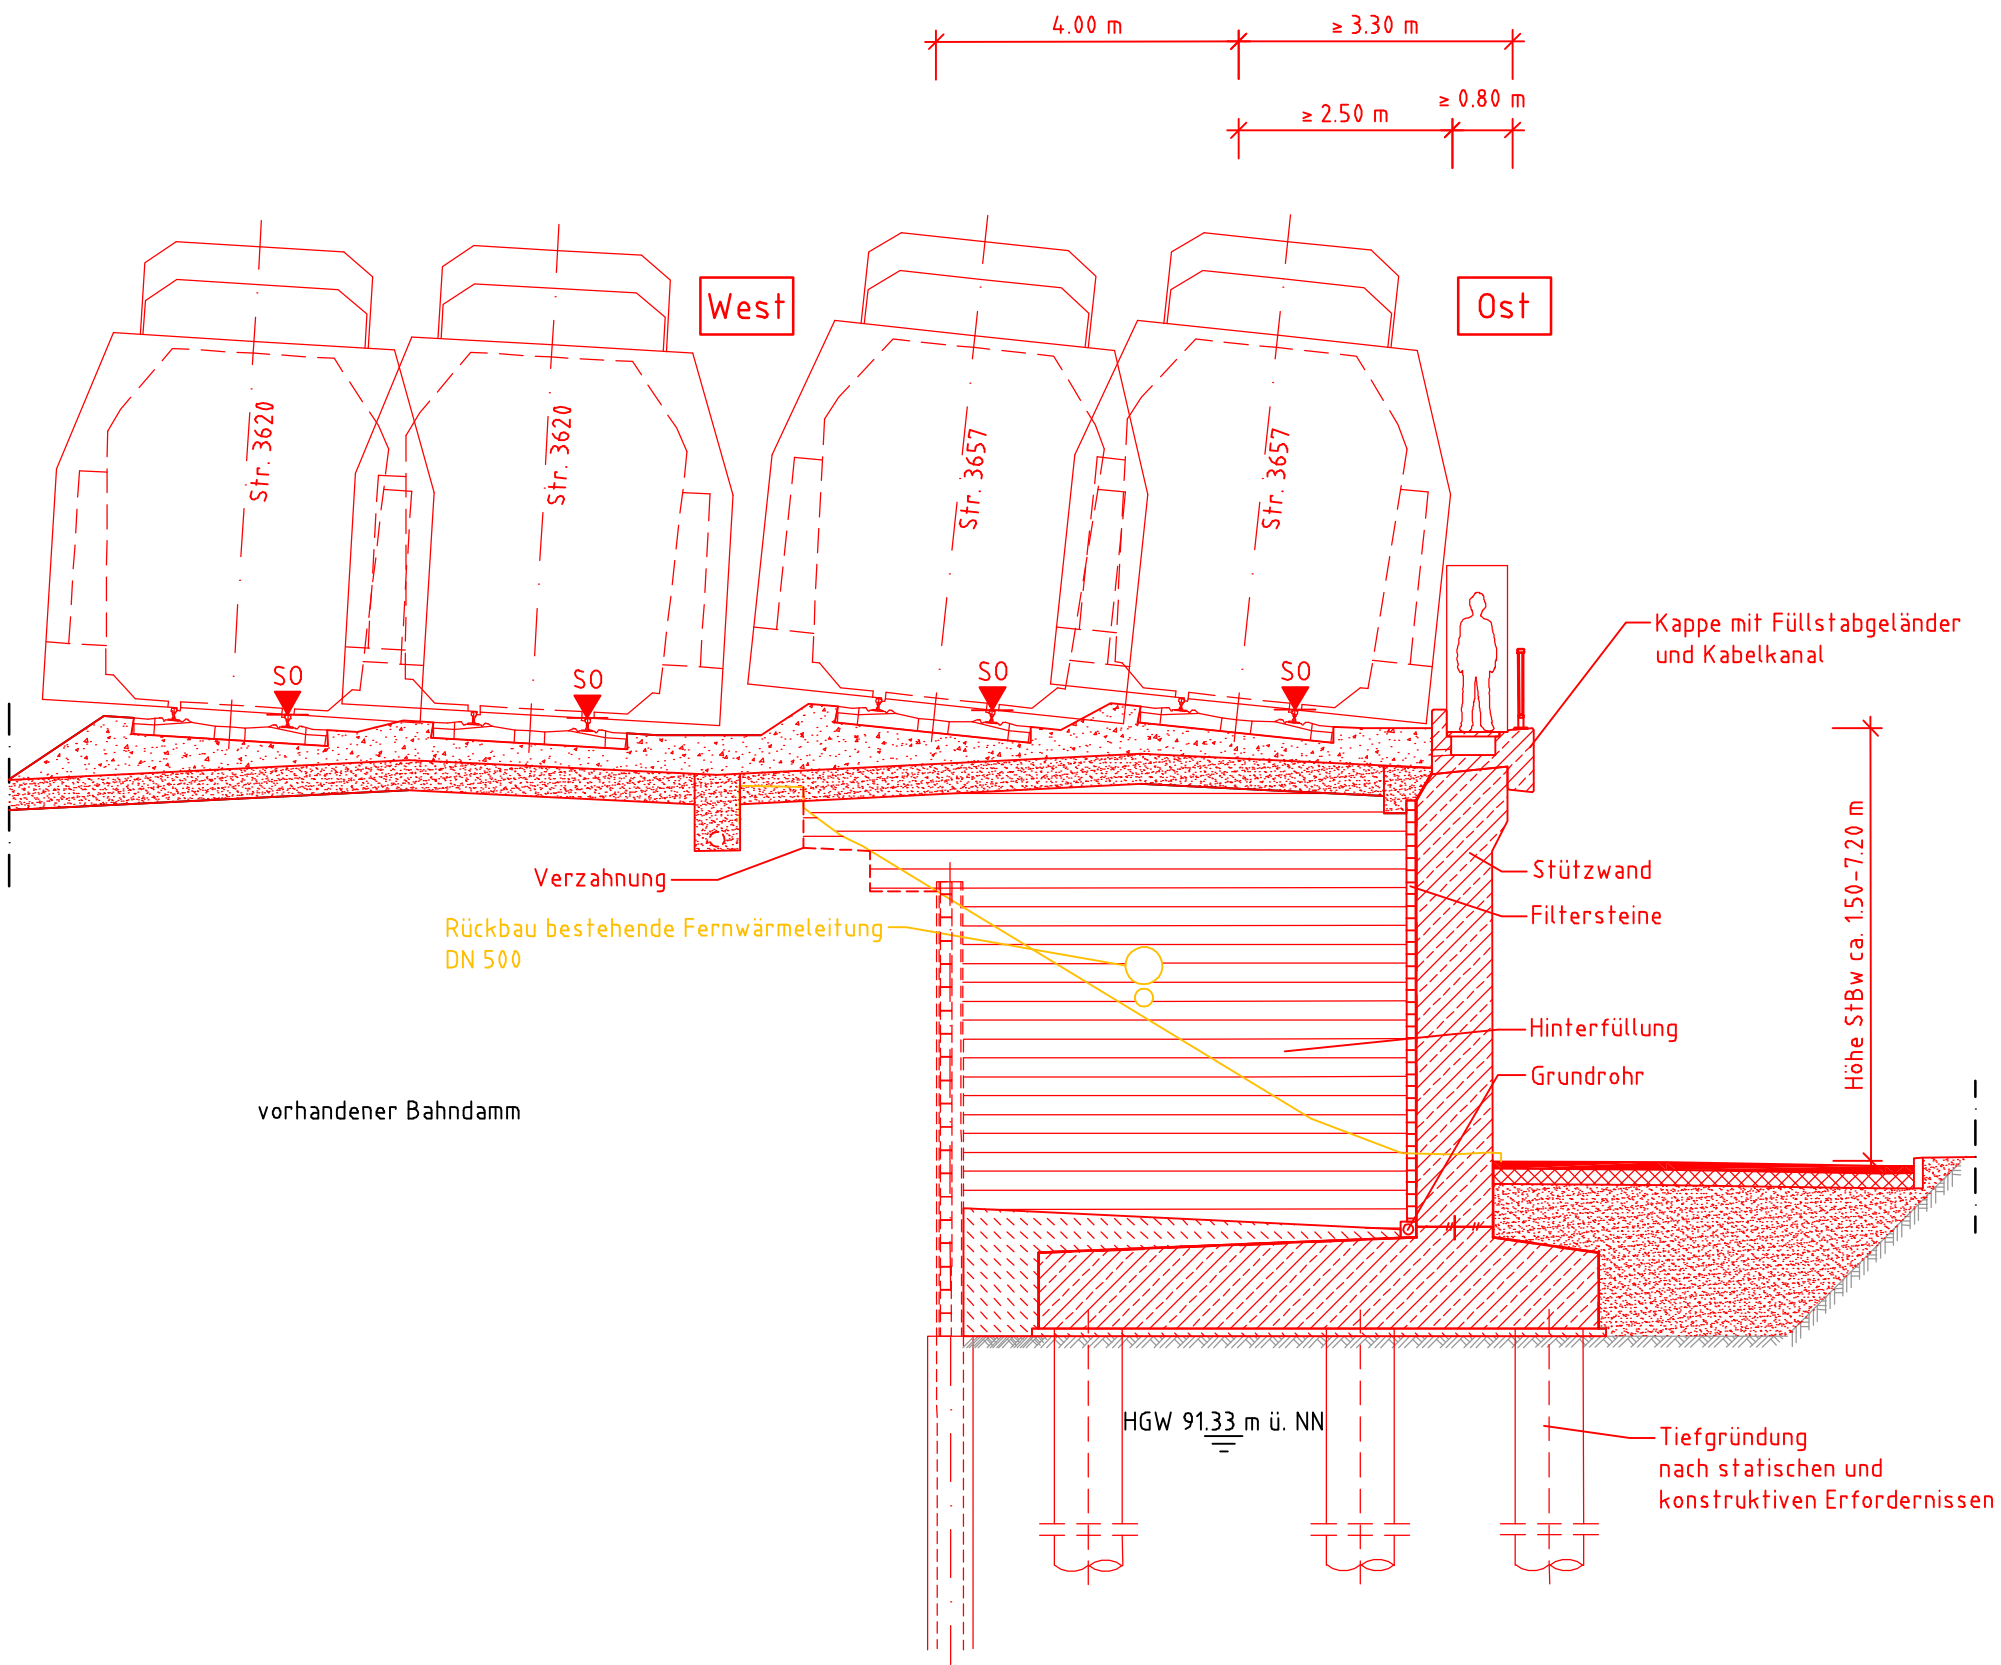 4.00 m
≥ 3.30 m
≥ 2.50 m
≥ 0.80 m
West
Ost
Str. 3620
Str. 3620
Str. 3657
Str. 3657
SO
SO
SO
SO
Kappe mit Füllstabgeländer
und Kabelkanal
Verzahnung
Rückbau bestehende Fernwärmeleitung
DN 500
Stützwand
Filtersteine
Höhe StBw ca. 1.50-7.20 m
Hinterfüllung
Grundrohr
vorhandener Bahndamm
HGW 91.33 m ü. NN
Tiefgründung
nach statischen und
konstruktiven Erfordernissen